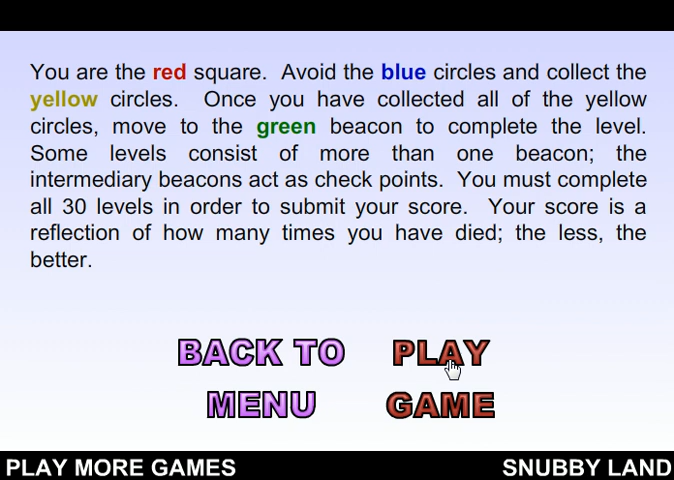 You are the red square. Avoid the blue circles and collect the
yellow circles. Once you have collected all of the yellow
circles, move to the green beacon to complete the level.
Some levels consist of more than one beacon; the
intermediary beacons act as check points. You must complete
all 30 levels in order to submit your score. Your score is a
reflection of how many times you have died; the less, the
better.
BACK TO
MENU
PLAY
GAME
PLAY MORE GAMES
SNUBBY LAND